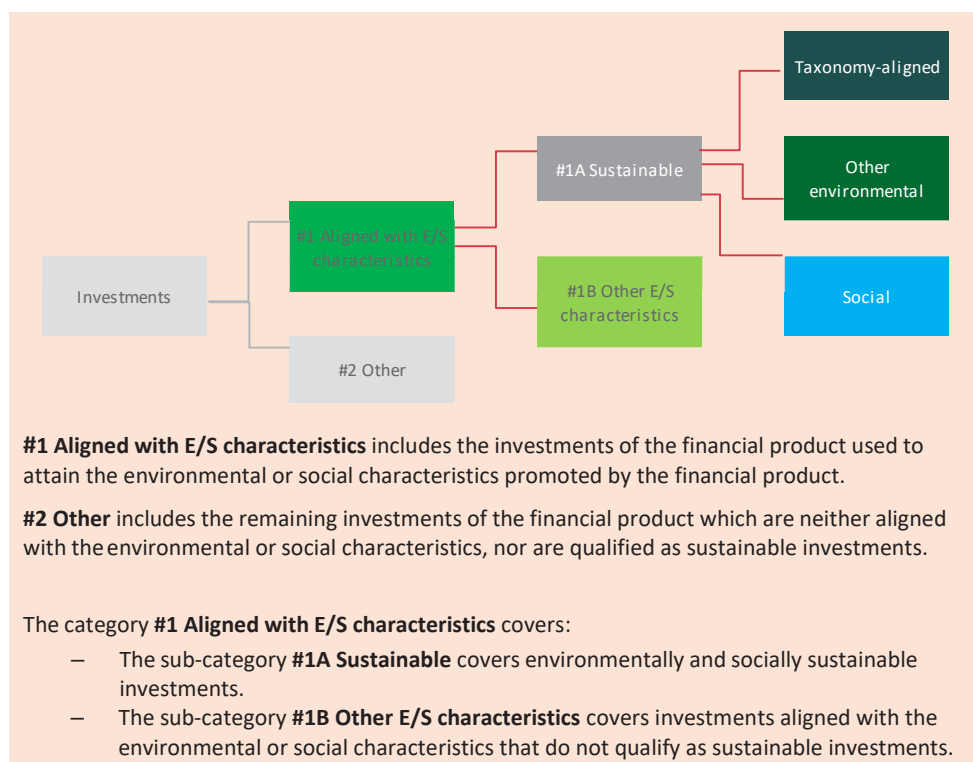 Taxonomy-aligned
#1A Sustainable
Other
environmental
#1 Aligned with E/S
characteristics
Investments
#1B Other E/S
characteristics
Social
#2 Other
#1 Aligned with E/S characteristics includes the investments of the financial product used to
attain the environmental or social characteristics promoted by the financial product.
#2 Other includes the remaining investments of the financial product which are neither aligned
with the environmental or social characteristics, nor are qualified as sustainable investments.
The category #1 Aligned with E/S characteristics covers:
– The sub-category #1A Sustainable covers environmentally and socially sustainable
investments.
– The sub-category #1B Other E/S characteristics covers investments aligned with the
environmental or social characteristics that do not qualify as sustainable investments.